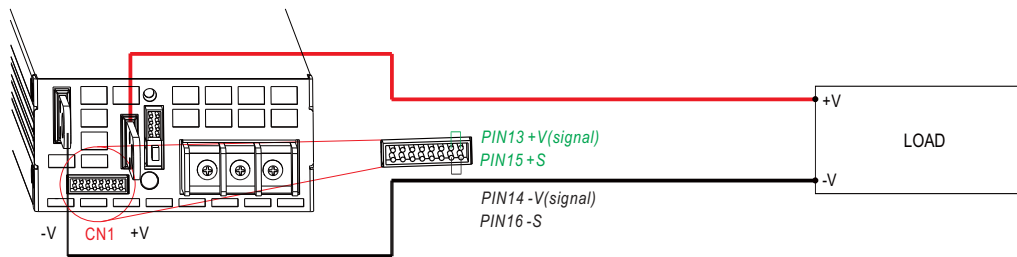 +V
PIN13 +V(signal)
LOAD
PIN15 +S
-V
PIN14 -V(signal)
PIN16 -S
-V CN1 +V